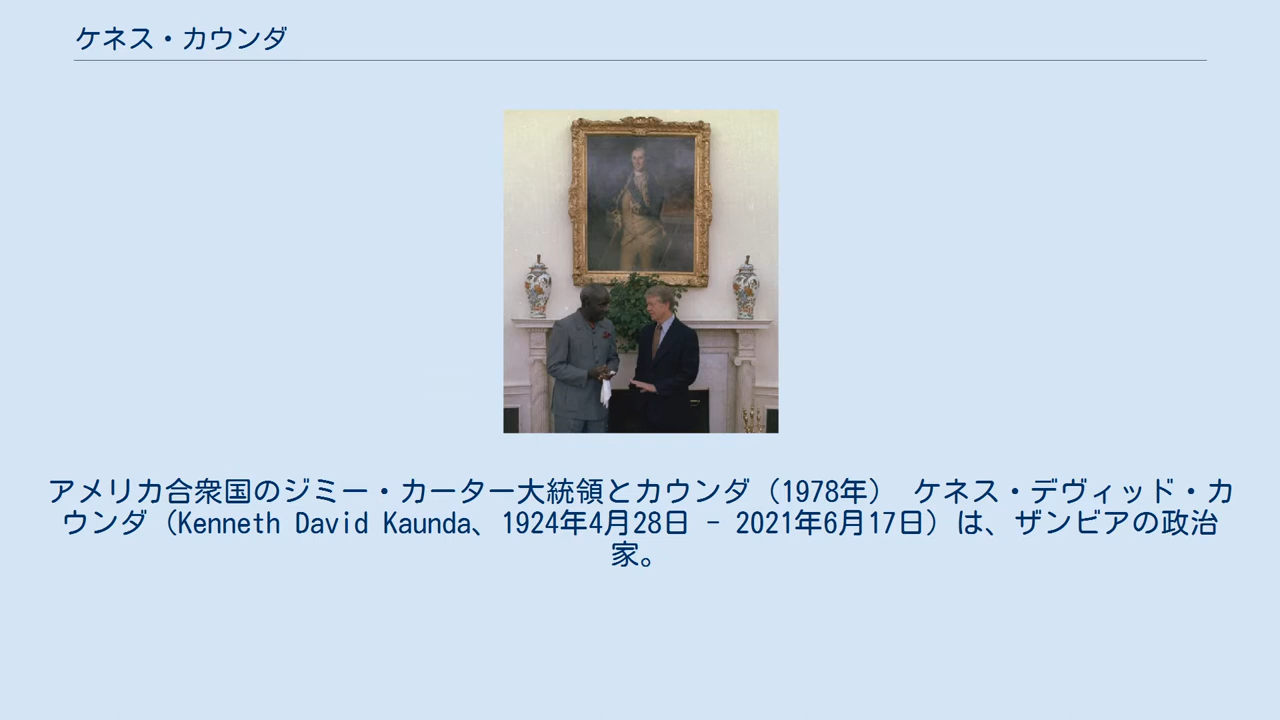 ケネス・カウンダ
アメリカ合衆国のジミー・カーター大統領とカウンダ（1978年） ケネス・デヴィッド・カ
ウンダ（Kenneth David Kaunda、1924年4月28日 - 2021年6月17日）は、ザンビアの政治
家。